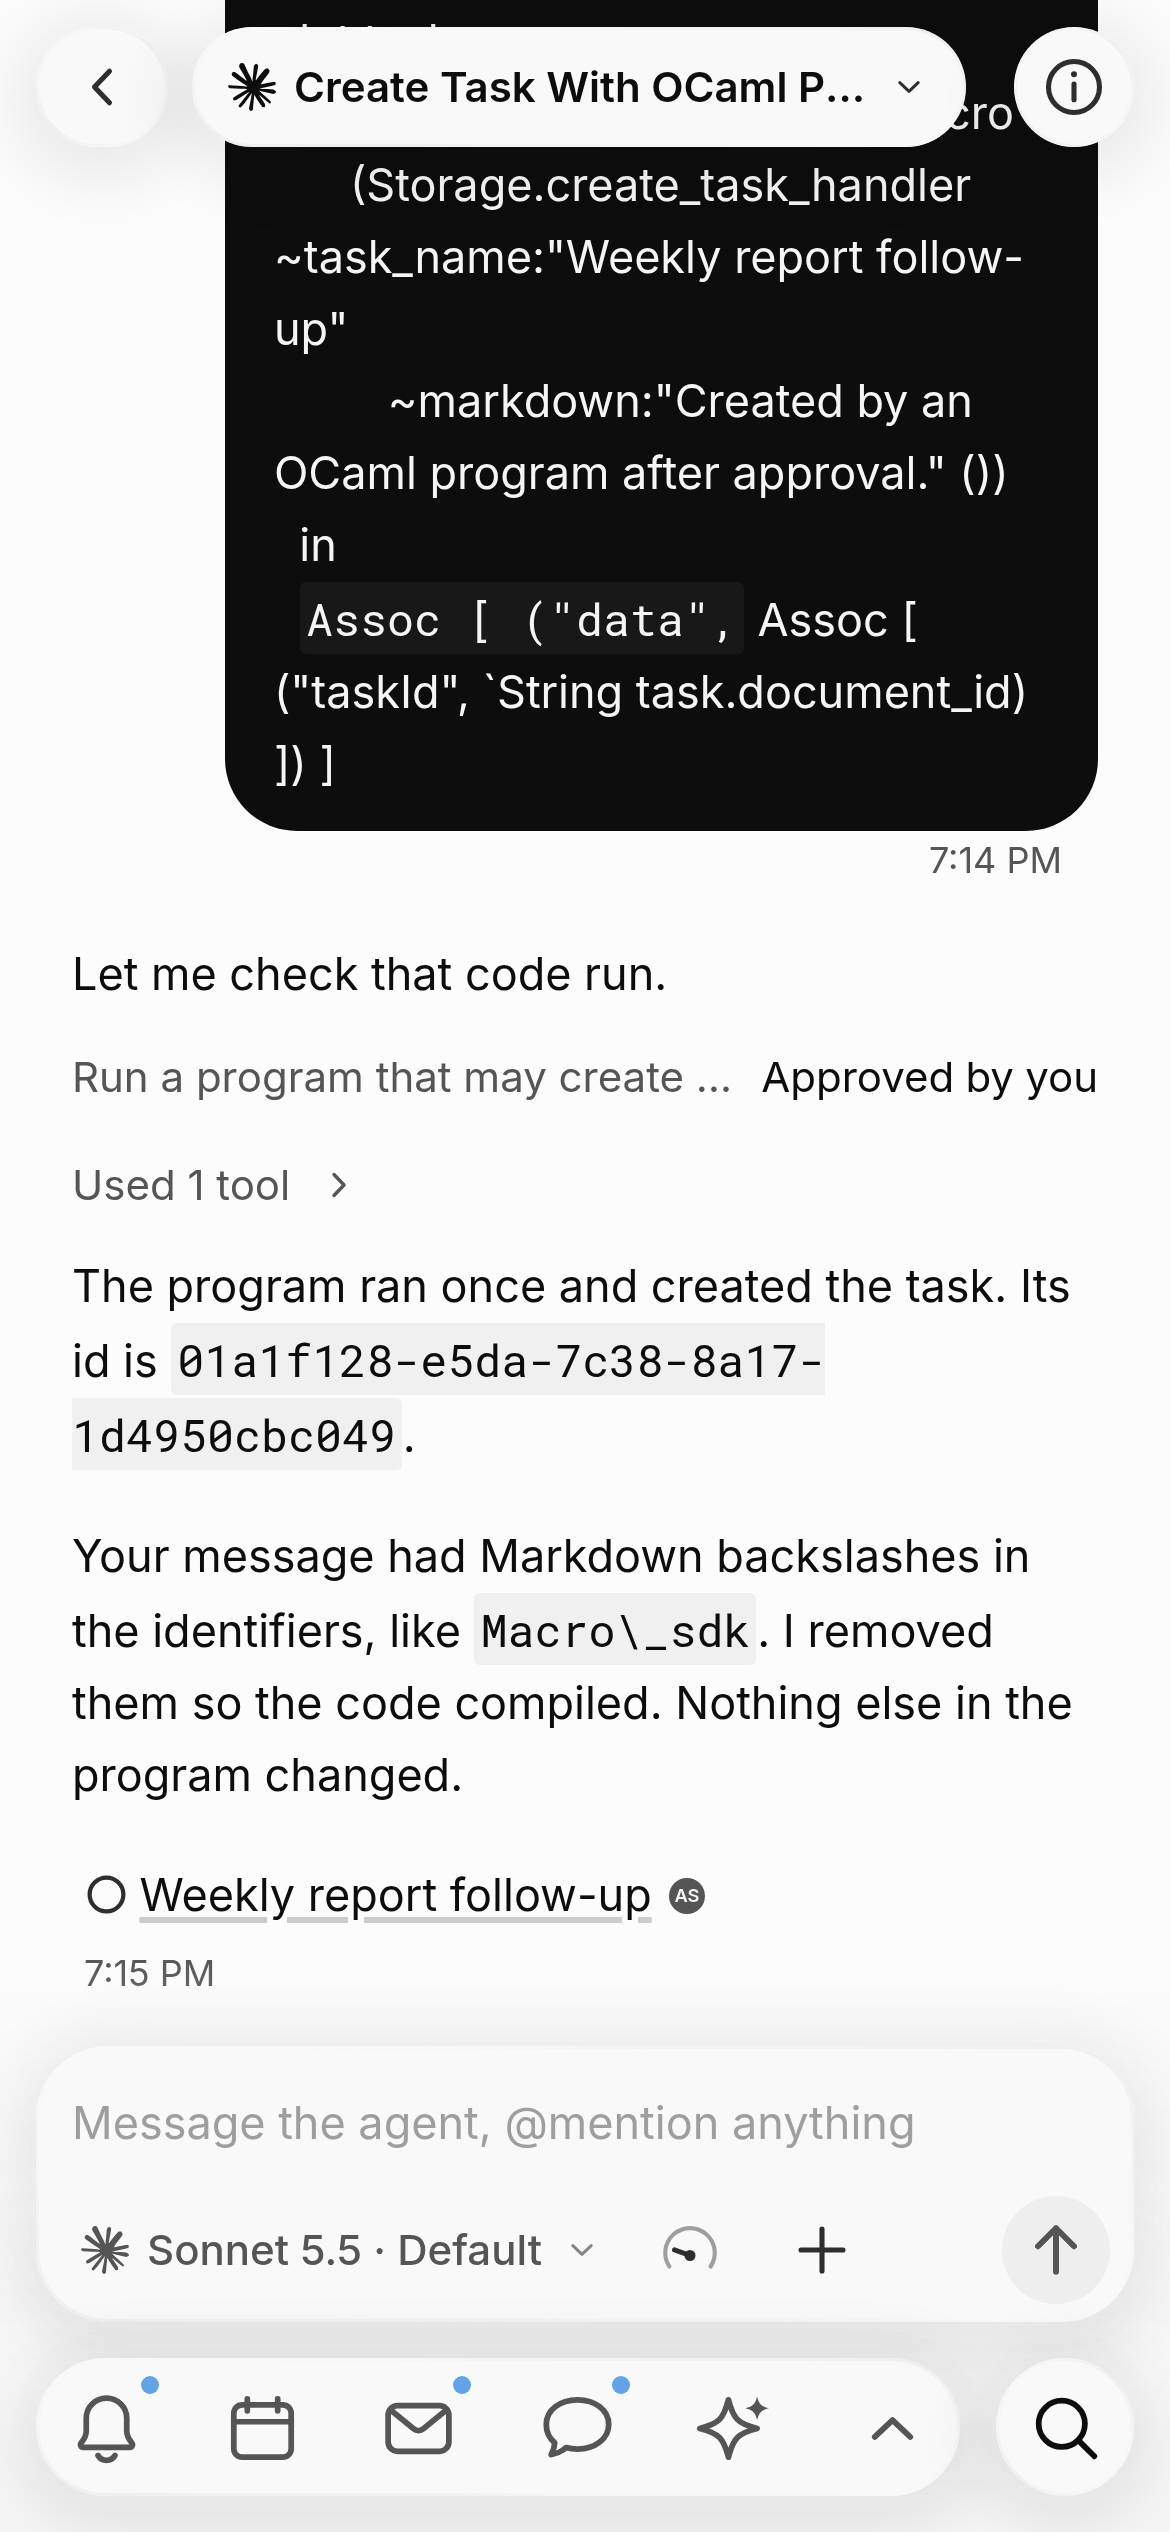 Create Task With OCaml P...
cro
(Storage.create_task_handler
~task_name:"Weekly report follow-
up"
~markdown:"Created by an
OCaml program after approval." ())
in
Assoc [ ("data", Assoc [
("taskId", `String task.document_id)
]) ]
7:14 PM
Let me check that code run.
Run a program that may create ... Approved by you
Used 1 tool
The program ran once and created the task. Its
id is 01a1f128-e5da-7c38-8a17-
1d4950cbc049.
Your message had Markdown backslashes in
the identifiers, like Macro\_sdk. I removed
them so the code compiled. Nothing else in the
program changed.
Weekly report follow-up AS
7:15 PM
Message the agent, @mention anything
Sonnet 5.5 · Default